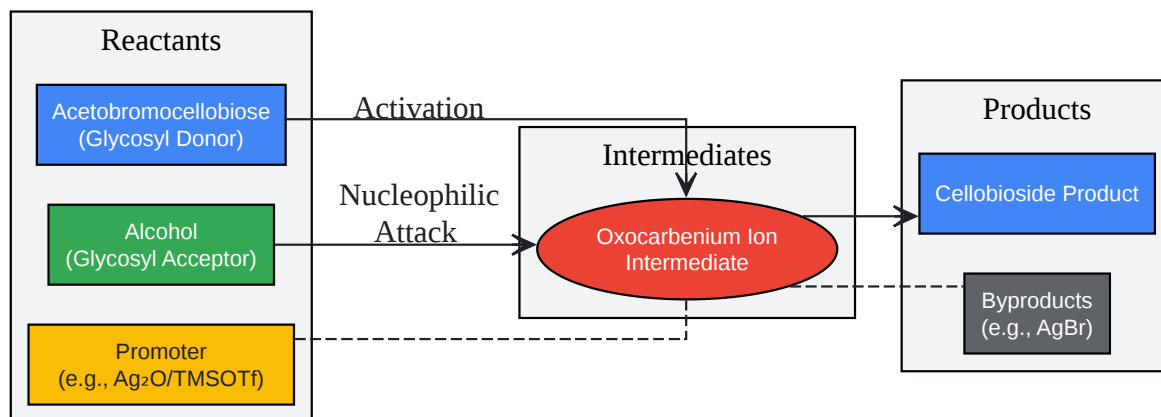 Reactants
Acetobromocellobiose
(Glycosyl Donor)
Alcohol
(Glycosyl Acceptor)
Promoter
(e.g., Ag₂O/TMSOTf)
Activation
Nucleophilic
Attack
Intermediates
Oxocarbenium Ion
Intermediate
Products
Cellobioside Product
Byproducts
(e.g., AgBr)